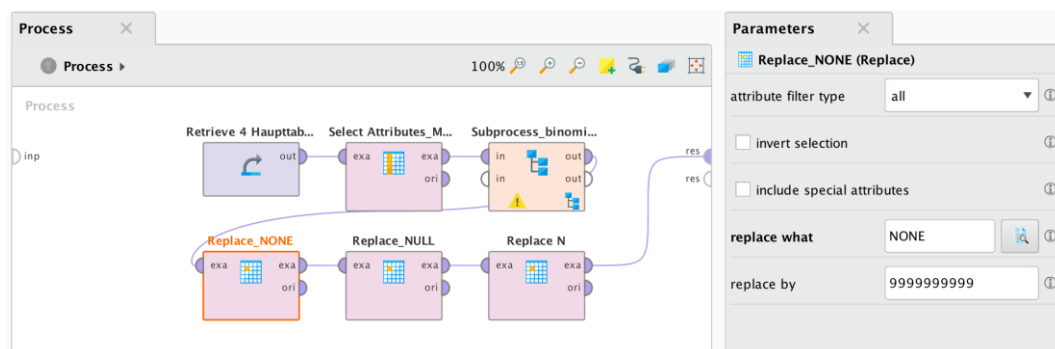 Process
Parameters
Process
100%
Replace_NONE (Replace)
Process
attribute filter type
all
Retrieve 4 Haupttab...
Select Attributes_M...
Subprocess_binomi...
inp
out
exa
exa
in
out
res
ori
in
out
res
invert selection
include special attributes
Replace_NONE
Replace_NULL
Replace N
replace what
NONE
exa
exa
exa
exa
exa
exa
ori
ori
ori
replace by
9999999999